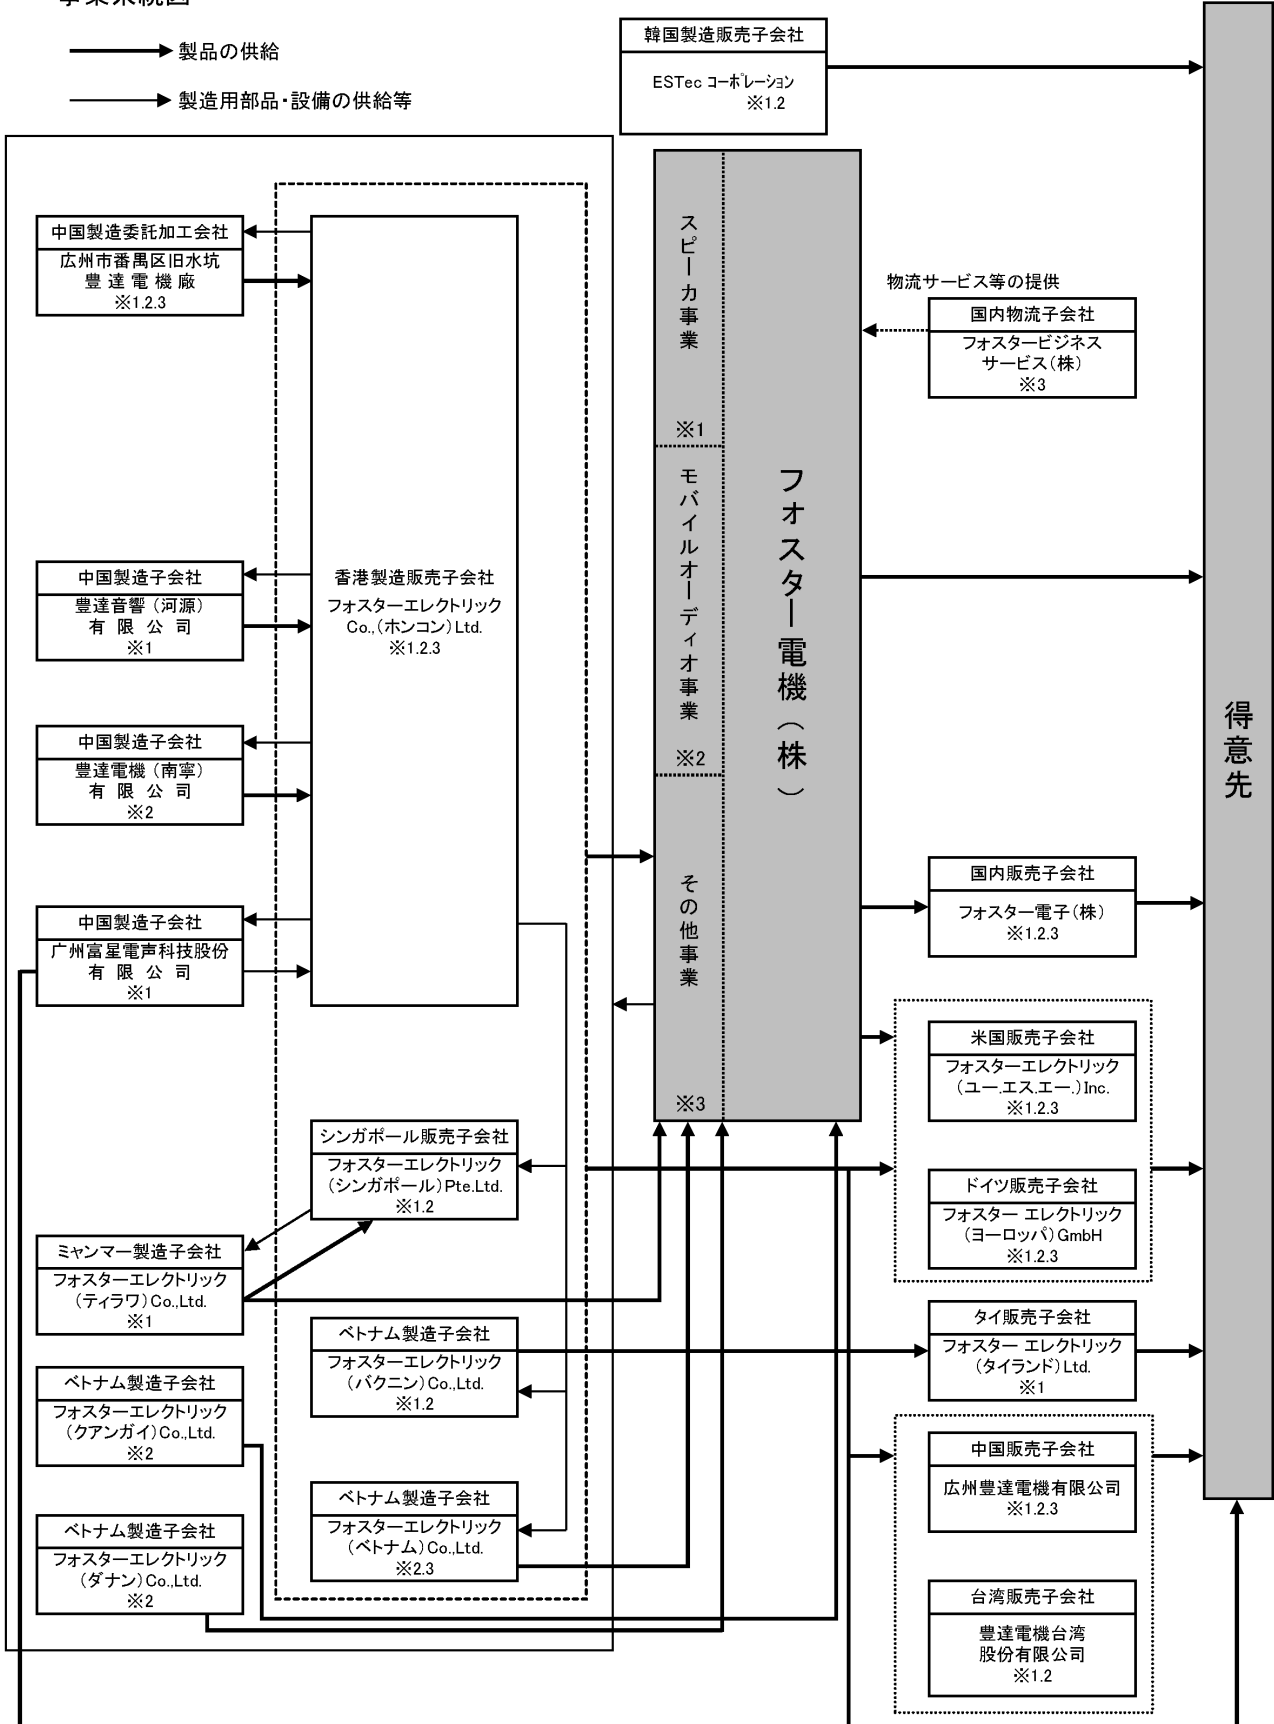 事業系統図
製品の供給
製造用部品・設備の供給等
韓国製造販売子会社
ESTec コーポレーション
※1.2
中国製造委託加工会社
広州市番禺区旧水坑
豊達電機廠
※1.2.3
中国製造子会社
豊達音響（河源）
有限公司
※1
中国製造子会社
豊達電機（南寧）
有限公司
※2
中国製造子会社
广州富星電声科技股份
有限公司
※1
香港製造販売子会社
フォスターエレクトリック
Co.,(ホンコン)Ltd.
※1.2.3
シンガポール販売子会社
フォスターエレクトリック
(シンガポール)Pte.Ltd.
※1.2
ミャンマー製造子会社
フォスターエレクトリック
(ティラワ)Co.,Ltd.
※1
ベトナム製造子会社
フォスターエレクトリック
(バクニン)Co.,Ltd.
※1.2
ベトナム製造子会社
フォスターエレクトリック
(クアンガイ)Co.,Ltd.
※2
ベトナム製造子会社
フォスターエレクトリック
(ベトナム)Co.,Ltd.
※2.3
ベトナム製造子会社
フォスターエレクトリック
(ダナン)Co.,Ltd.
※2
スピーカ事業
※1
モバイルオーディオ事業
※2
その他事業
※3
フォスター電機（株）
物流サービス等の提供
国内物流子会社
フォスタービジネス
サービス(株)
※3
国内販売子会社
フォスター電子(株)
※1.2.3
米国販売子会社
フォスターエレクトリック
(ユー.エス.エー.)Inc.
※1.2.3
ドイツ販売子会社
フォスター エレクトリック
(ヨーロッパ)GmbH
※1.2.3
タイ販売子会社
フォスター エレクトリック
(タイランド)Ltd.
※1
中国販売子会社
広州豊達電機有限公司
※1.2.3
台湾販売子会社
豊達電機台湾
股份有限公司
※1.2
得意先